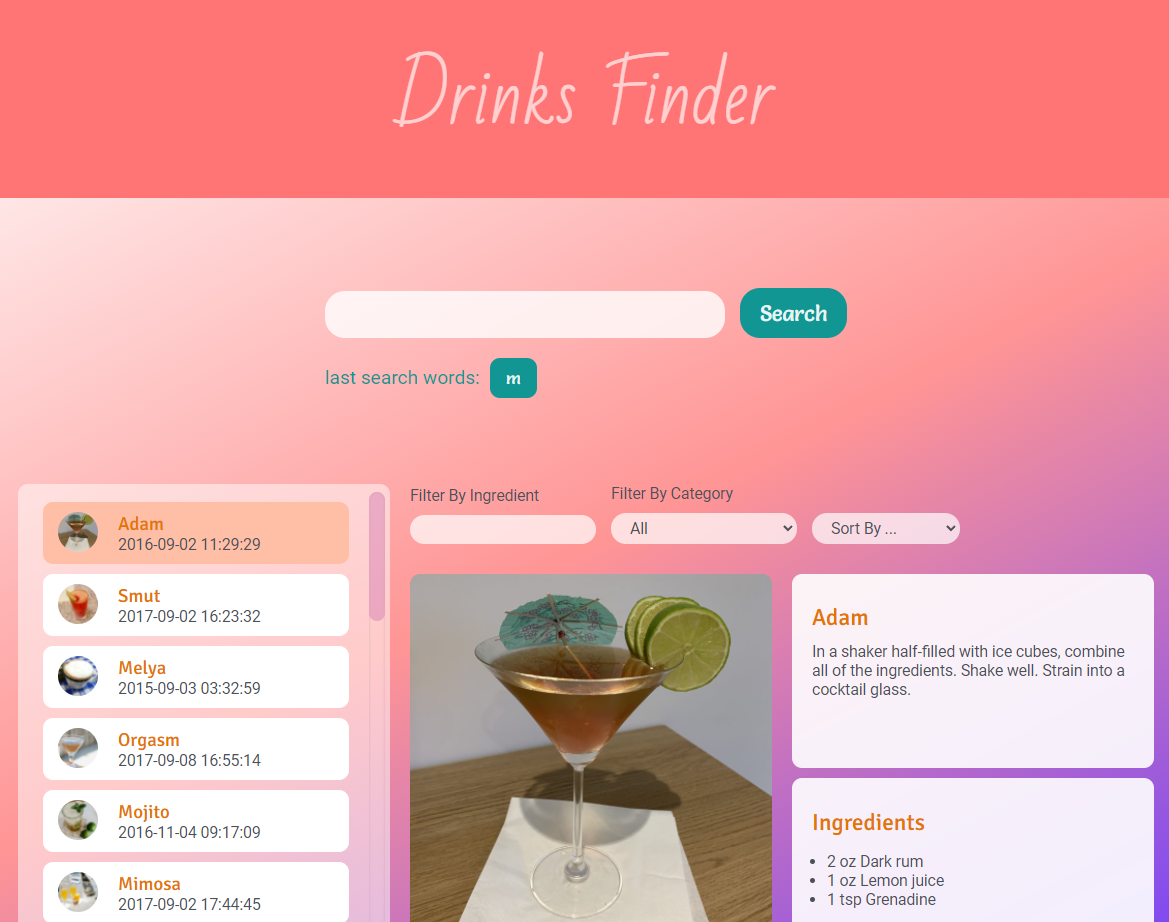 Drinks Finder
Search
last search words: m
Adam
2016-09-02 11:29:29
Smut
2017-09-02 16:23:32
Melya
2015-09-03 03:32:59
Orgasm
2017-09-08 16:55:14
Mojito
2016-11-04 09:17:09
Mimosa
2017-09-02 17:44:45
Filter By Ingredient
Filter By Category
All
Sort By ...
Adam
In a shaker half-filled with ice cubes, combine
all of the ingredients. Shake well. Strain into a
cocktail glass.
Ingredients
2 oz Dark rum
1 oz Lemon juice
1 tsp Grenadine